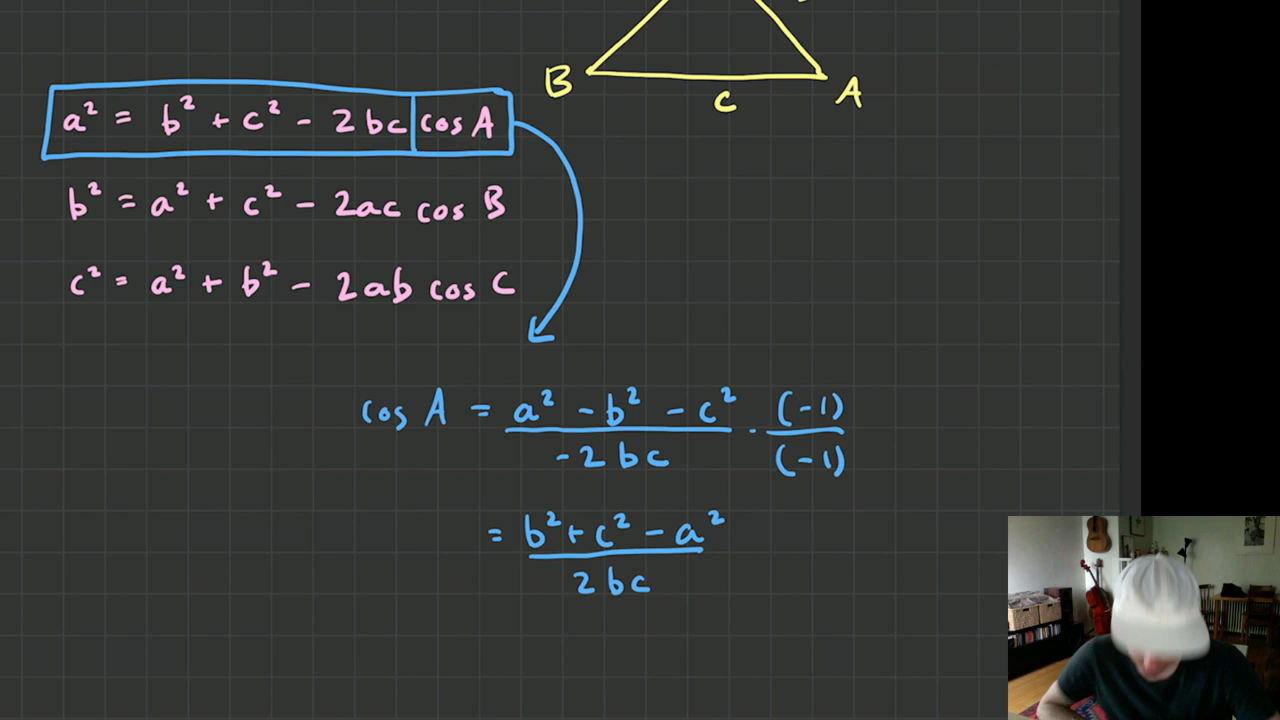 B
c
A
a² = b² + c² - 2bc cos A
b² = a² + c² - 2ac cos B
c² = a² + b² - 2ab cos C
cos A = a² - b² - c² / -2bc · (-1) / (-1)
= b² + c² - a² / 2bc